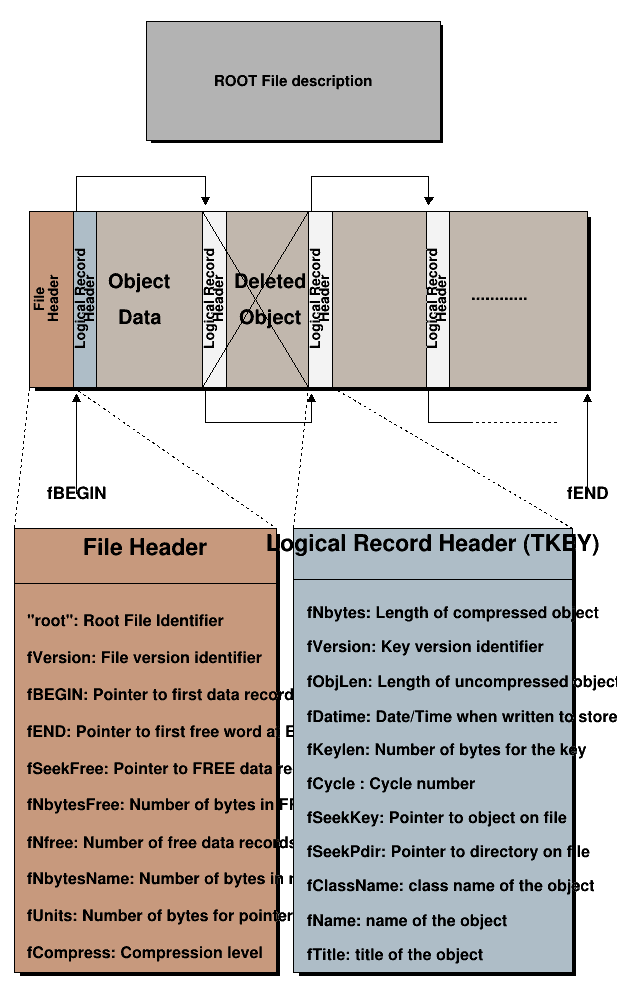 ROOT File description
File
Header
Logical Record
Header
Object
Data
Logical Record
Header
Deleted
Object
Logical Record
Header
Logical Record
Header
............
fBEGIN
fEND
File Header
"root": Root File Identifier
fVersion: File version identifier
fBEGIN: Pointer to first data record
fEND: Pointer to first free word at E
fSeekFree: Pointer to FREE data re
fNbytesFree: Number of bytes in FR
fNfree: Number of free data records
fNbytesName: Number of bytes in n
fUnits: Number of bytes for pointer
fCompress: Compression level
Logical Record Header (TKEY)
fNbytes: Length of compressed object
fVersion: Key version identifier
fObjLen: Length of uncompressed object
fDatime: Date/Time when written to store
fKeylen: Number of bytes for the key
fCycle : Cycle number
fSeekKey: Pointer to object on file
fSeekPdir: Pointer to directory on file
fClassName: class name of the object
fName: name of the object
fTitle: title of the object